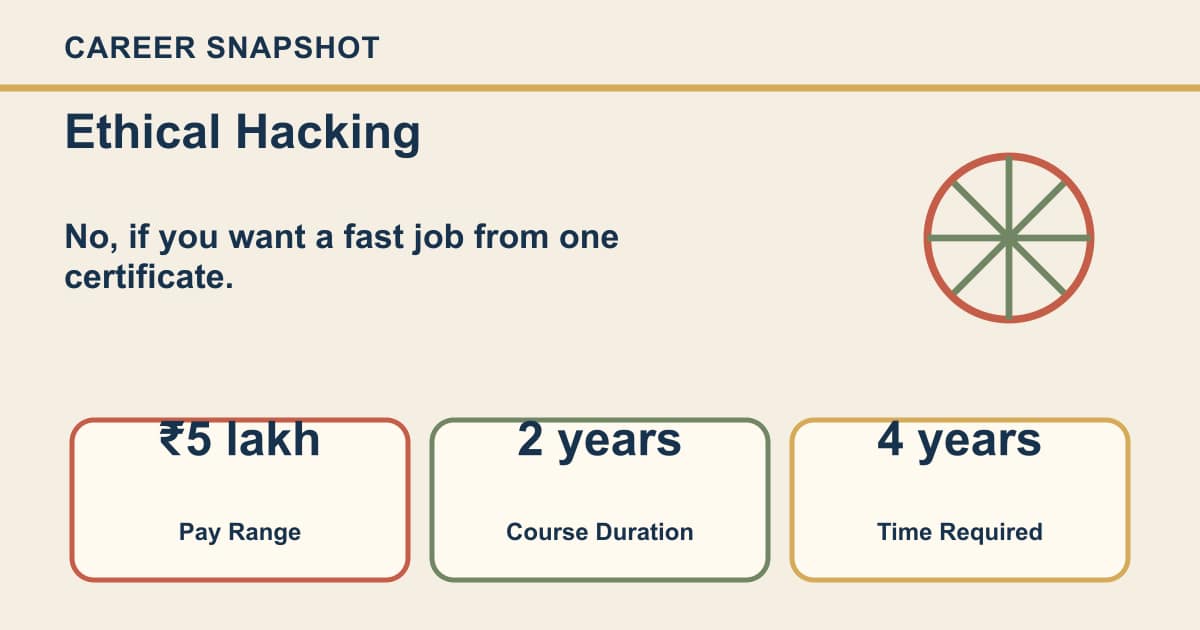 CAREER SNAPSHOT
Ethical Hacking
No, if you want a fast job from one
certificate.
₹5 lakh
2 years
4 years
Pay Range
Course Duration
Time Required